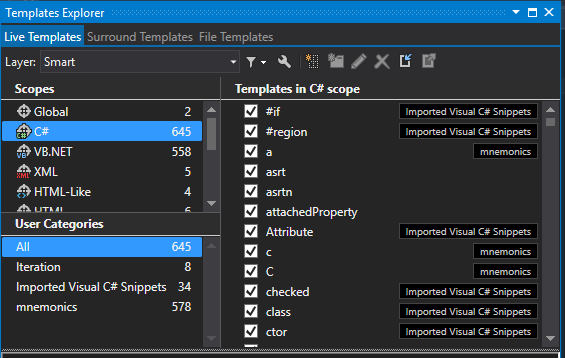 Templates Explorer
Live Templates Surround Templates File Templates
Layer: Smart
Scopes
Global 2
C# 645
VB.NET 558
XML 5
HTML-Like 4
HTML 6
User Categories
All 645
Iteration 8
Imported Visual C# Snippets 34
mnemonics 578
Templates in C# scope
#if Imported Visual C# Snippets
#region Imported Visual C# Snippets
a mnemonics
asrt
asrtn
attachedProperty
Attribute Imported Visual C# Snippets
c mnemonics
C mnemonics
checked Imported Visual C# Snippets
class Imported Visual C# Snippets
ctor Imported Visual C# Snippets